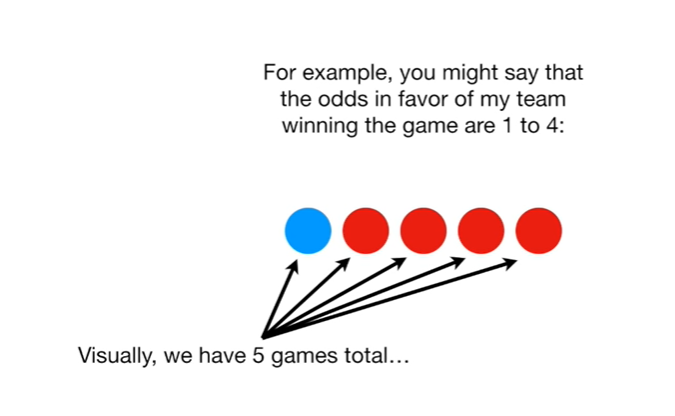 For example, you might say that
the odds in favor of my team
winning the game are 1 to 4:
Visually, we have 5 games total…